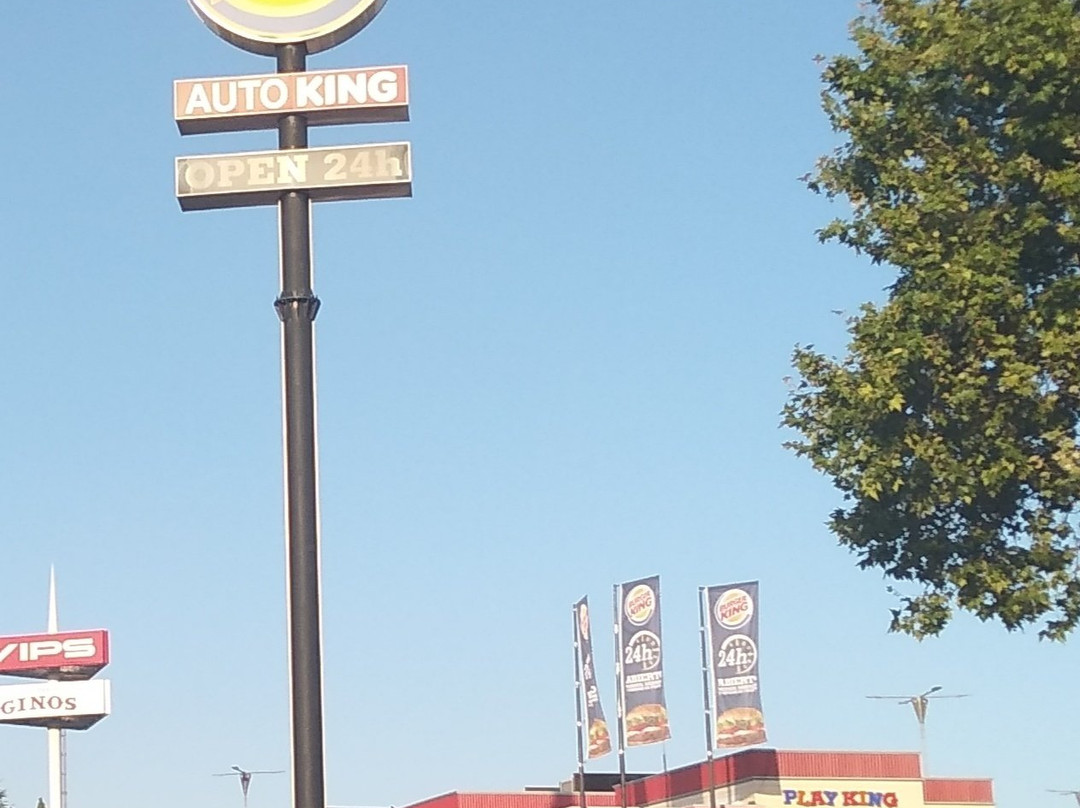 AUTO KING
OPEN 24h
VIPS
GINOS
BURGER
KING
24h
BURGER
KING
24h
PLAY KING